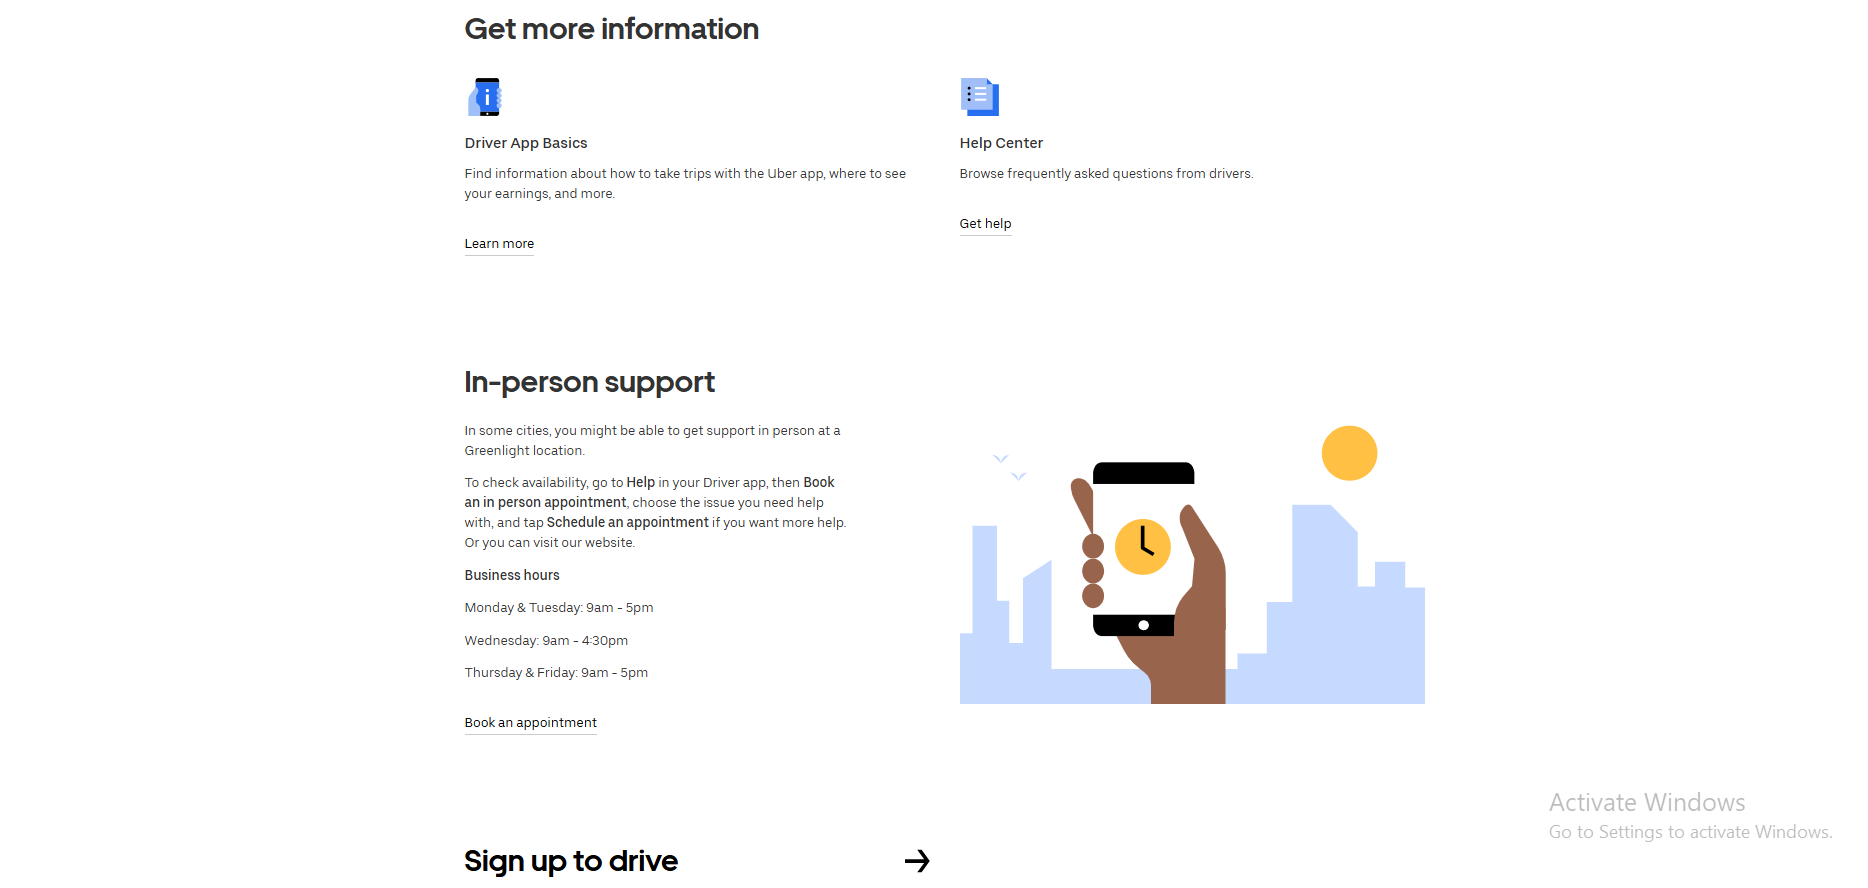 Get more information
Driver App Basics
Find information about how to take trips with the Uber app, where to see
your earnings, and more.
Learn more
Help Center
Browse frequently asked questions from drivers.
Get help
In-person support
In some cities, you might be able to get support in person at a
Greenlight location.
To check availability, go to Help in your Driver app, then Book
an in person appointment, choose the issue you need help
with, and tap Schedule an appointment if you want more help.
Or you can visit our website.
Business hours
Monday & Tuesday: 9am - 5pm
Wednesday: 9am - 4:30pm
Thursday & Friday: 9am - 5pm
Book an appointment
Activate Windows
Go to Settings to activate Windows.
Sign up to drive